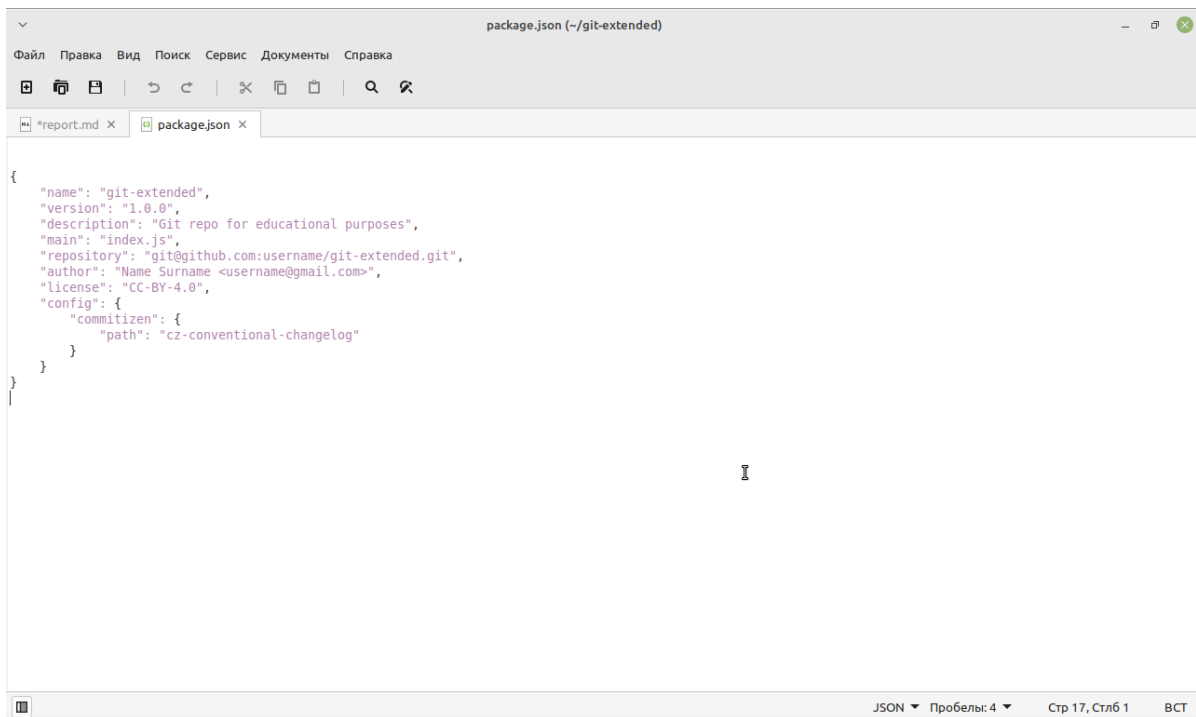 package.json (~/git-extended)
Файл Правка Вид Поиск Сервис Документы Справка
*report.md package.json
{
    "name": "git-extended",
    "version": "1.0.0",
    "description": "Git repo for educational purposes",
    "main": "index.js",
    "repository": "git@github.com:username/git-extended.git",
    "author": "Name Surname <username@gmail.com>",
    "license": "CC-BY-4.0",
    "config": {
        "commitizen": {
            "path": "cz-conventional-changelog"
        }
    }
}
JSON Пробелы: 4 Стр 17, Стлб 1 ВСТ